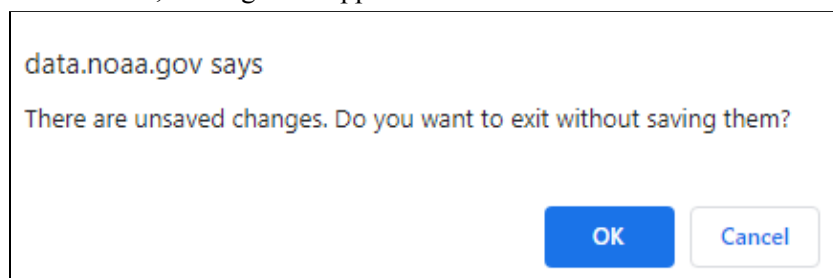 data.noaa.gov says
There are unsaved changes. Do you want to exit without saving them?
OK Cancel